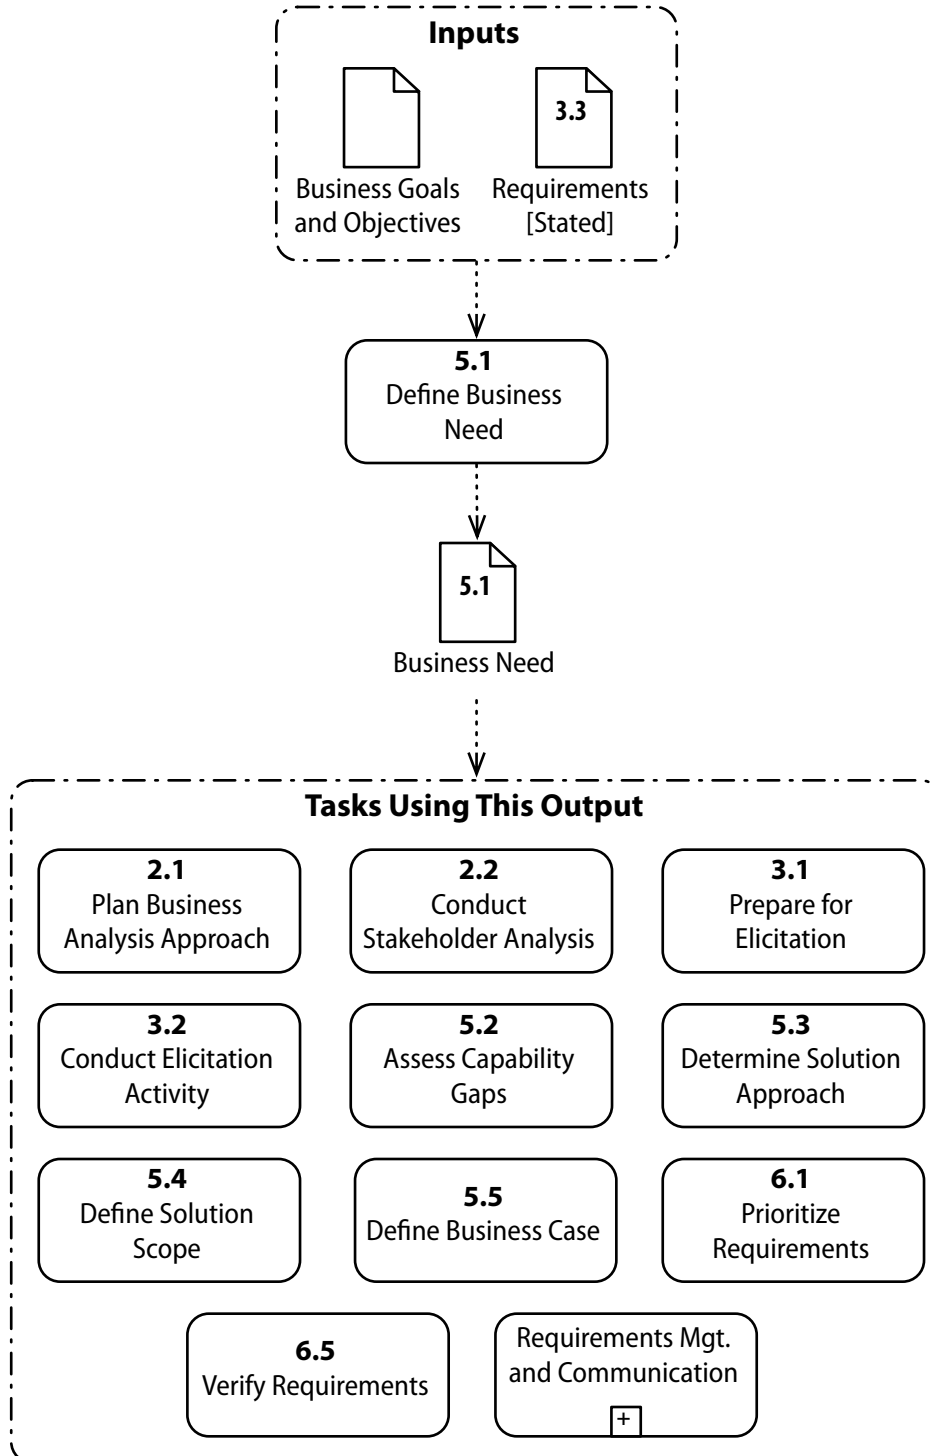 Inputs
3.3
Business Goals
and Objectives
Requirements
[Stated]
5.1
Define Business
Need
5.1
Business Need
Tasks Using This Output
2.1
Plan Business
Analysis Approach
2.2
Conduct
Stakeholder Analysis
3.1
Prepare for
Elicitation
3.2
Conduct Elicitation
Activity
5.2
Assess Capability
Gaps
5.3
Determine Solution
Approach
5.4
Define Solution
Scope
5.5
Define Business Case
6.1
Prioritize
Requirements
6.5
Verify Requirements
Requirements Mgt.
and Communication
+